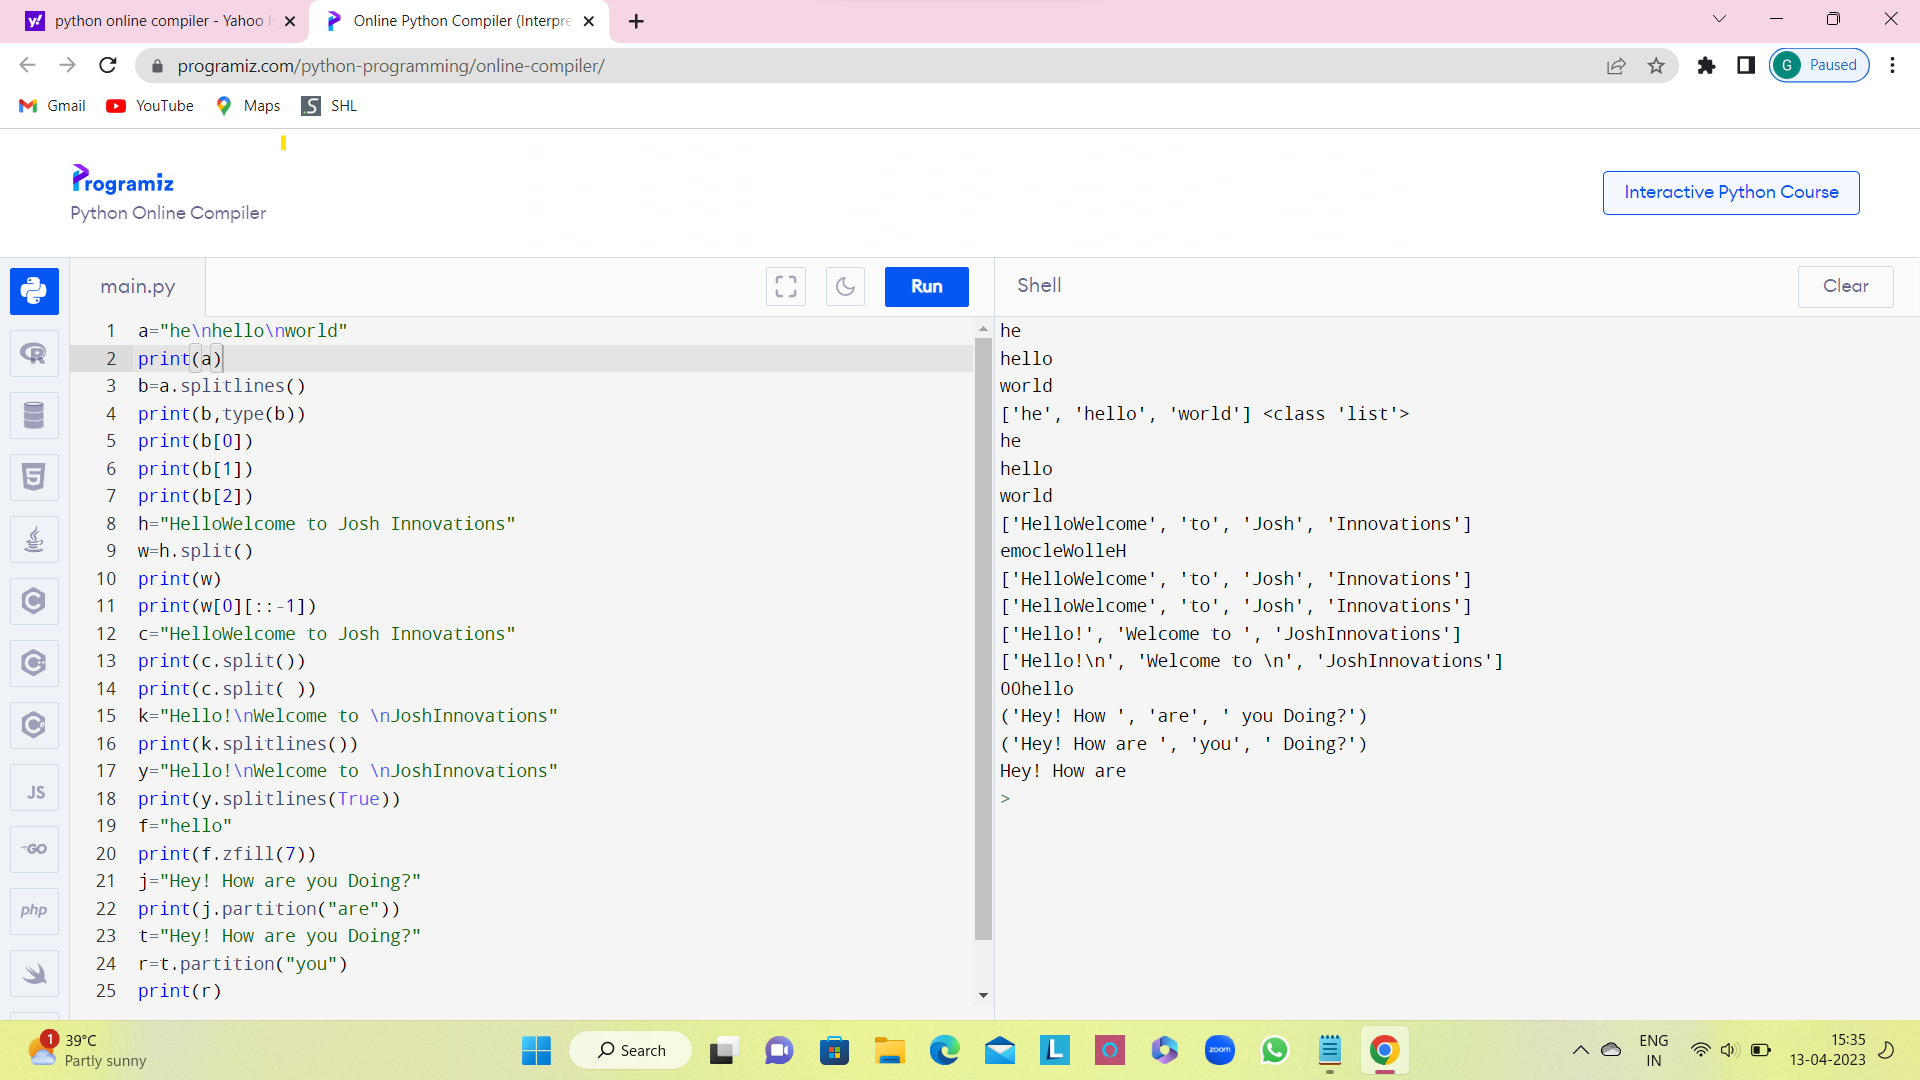 python online compiler - Yahoo
Online Python Compiler (Interpre
programiz.com/python-programming/online-compiler/
G Paused
Gmail YouTube Maps SHL
Programiz
Python Online Compiler
Interactive Python Course
main.py
Run
Shell
Clear
1 a="he\nhello\nworld"
2 print(a)
3 b=a.splitlines()
4 print(b,type(b))
5 print(b[0])
6 print(b[1])
7 print(b[2])
8 h="HelloWelcome to Josh Innovations"
9 w=h.split()
10 print(w)
11 print(w[0][::-1])
12 c="HelloWelcome to Josh Innovations"
13 print(c.split())
14 print(c.split( ))
15 k="Hello!\nWelcome to \nJoshInnovations"
16 print(k.splitlines())
17 y="Hello!\nWelcome to \nJoshInnovations"
18 print(y.splitlines(True))
19 f="hello"
20 print(f.zfill(7))
21 j="Hey! How are you Doing?"
22 print(j.partition("are"))
23 t="Hey! How are you Doing?"
24 r=t.partition("you")
25 print(r)
he
hello
world
['he', 'hello', 'world'] <class 'list'>
he
hello
world
['HelloWelcome', 'to', 'Josh', 'Innovations']
emocleWolleH
['HelloWelcome', 'to', 'Josh', 'Innovations']
['HelloWelcome', 'to', 'Josh', 'Innovations']
['Hello!', 'Welcome to ', 'JoshInnovations']
['Hello!\n', 'Welcome to \n', 'JoshInnovations']
00hello
('Hey! How ', 'are', ' you Doing?')
('Hey! How are ', 'you', ' Doing?')
Hey! How are
>
JS
GO
php
1
39°C
Partly sunny
Search
zoom
ENG
IN
15:35
13-04-2023